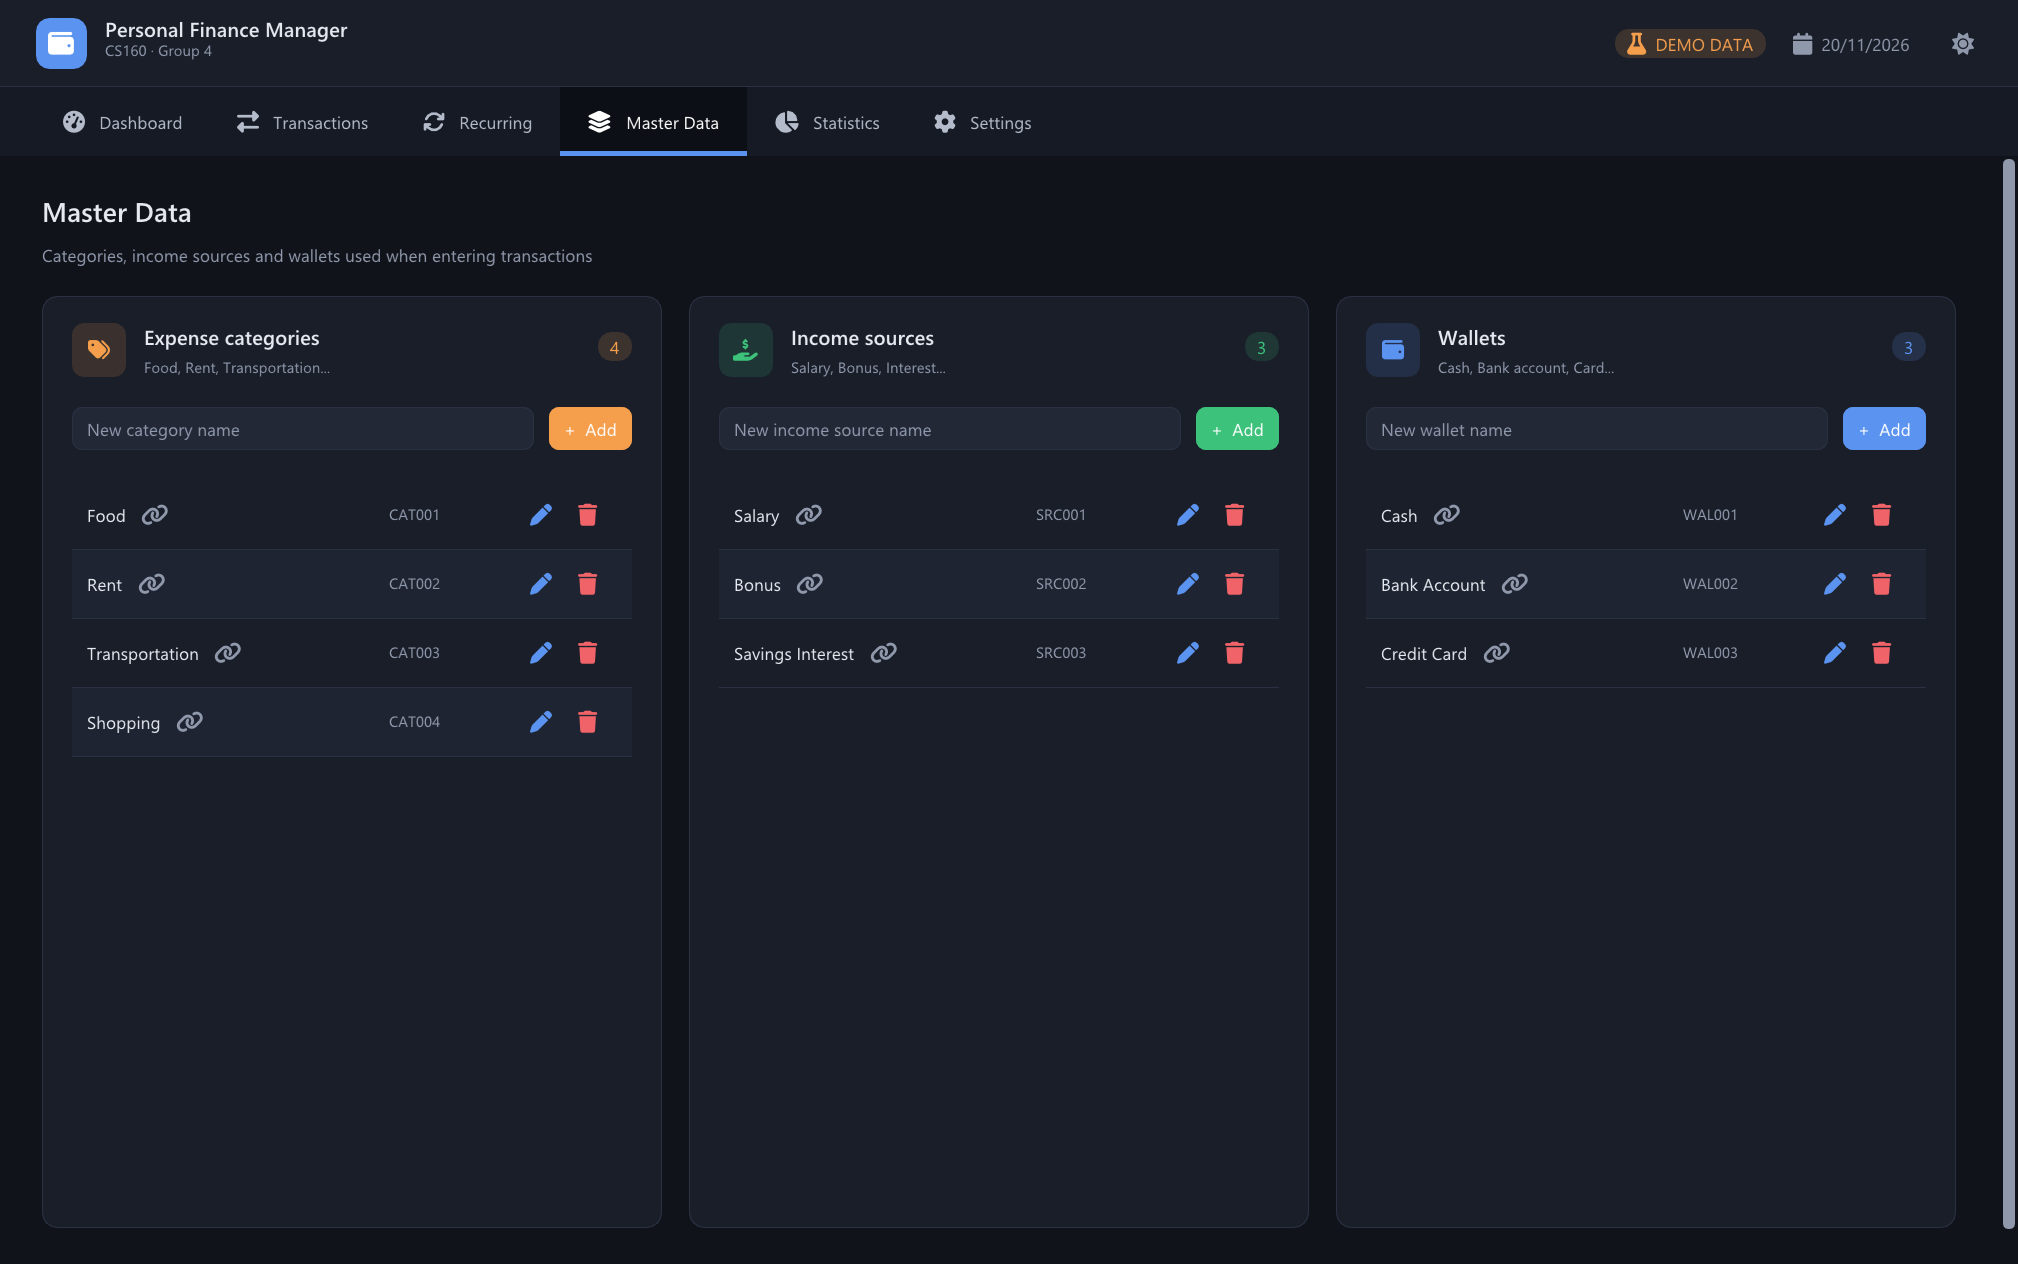 Personal Finance Manager
CS160 · Group 4
DEMO DATA
20/11/2026
Dashboard
Transactions
Recurring
Master Data
Statistics
Settings
Master Data
Categories, income sources and wallets used when entering transactions
Expense categories
Food, Rent, Transportation...
4
New category name
+ Add
Food CAT001
Rent CAT002
Transportation CAT003
Shopping CAT004
Income sources
Salary, Bonus, Interest...
3
New income source name
+ Add
Salary SRC001
Bonus SRC002
Savings Interest SRC003
Wallets
Cash, Bank account, Card...
3
New wallet name
+ Add
Cash WAL001
Bank Account WAL002
Credit Card WAL003